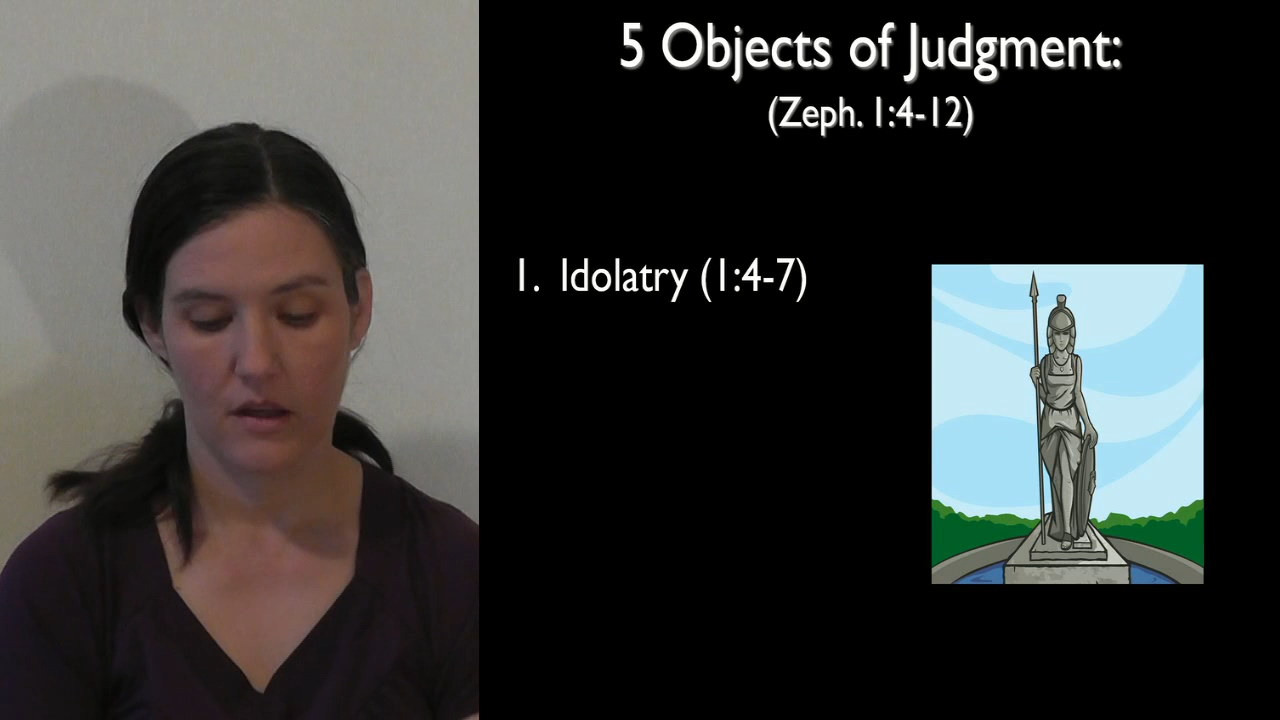 5 Objects of Judgment:
(Zeph. 1:4-12)
1. Idolatry (1:4-7)